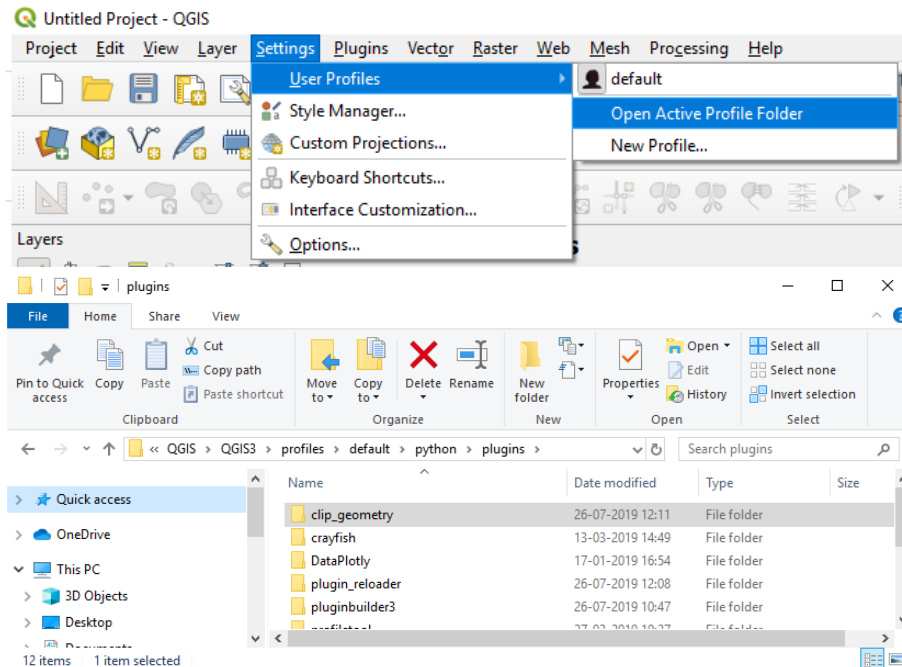 Untitled Project - QGIS
Project Edit View Layer Settings Plugins Vector Raster Web Mesh Processing Help
User Profiles
default
Style Manager...
Open Active Profile Folder
Custom Projections...
New Profile...
Keyboard Shortcuts...
Interface Customization...
Options...
Layers
plugins
File Home Share View
Pin to Quick access
Copy
Paste
Cut
Copy path
Paste shortcut
Move to
Copy to
Delete
Rename
New folder
Properties
Open
Edit
History
Select all
Select none
Invert selection
Clipboard Organize New Open Select
« QGIS > QGIS3 > profiles > default > python > plugins >
Search plugins
Name Date modified Type Size
Quick access
OneDrive
This PC
3D Objects
Desktop
clip_geometry 26-07-2019 12:11 File folder
crayfish 13-03-2019 14:49 File folder
DataPlotly 17-01-2019 16:54 File folder
plugin_reloader 26-07-2019 12:08 File folder
pluginbuilder3 26-07-2019 10:47 File folder
12 items 1 item selected